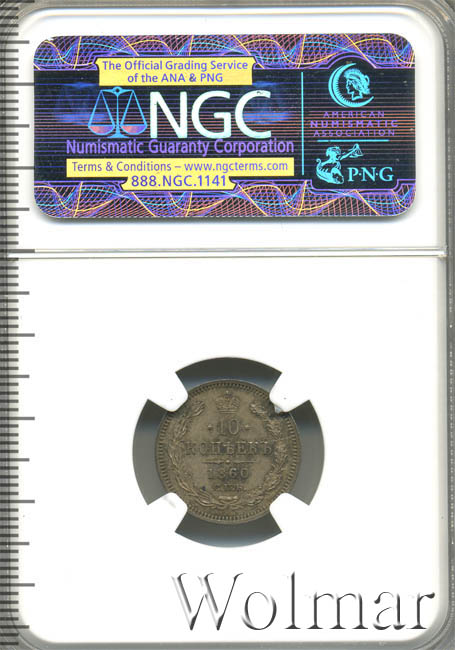 The Official Grading Service
of the ANA & PNG
NGC
Numismatic Guaranty Corporation
Terms & Conditions – www.ngcterms.com
888.NGC.1141
AMERICAN
NUMISMATIC
ASSOCIATION
P·N·G
10
КОПѢЕКЪ
1860
С.П.Б.
Wolmar